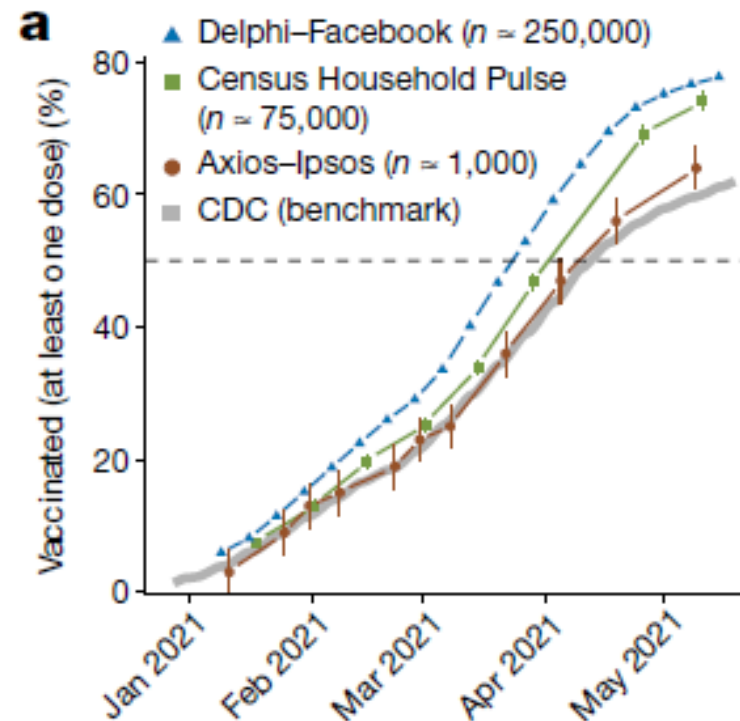 a
Delphi–Facebook (n ≃ 250,000)
Census Household Pulse
(n ≃ 75,000)
Axios–Ipsos (n ≃ 1,000)
CDC (benchmark)
Vaccinated (at least one dose) (%)
80
60
40
20
0
Jan 2021
Feb 2021
Mar 2021
Apr 2021
May 2021